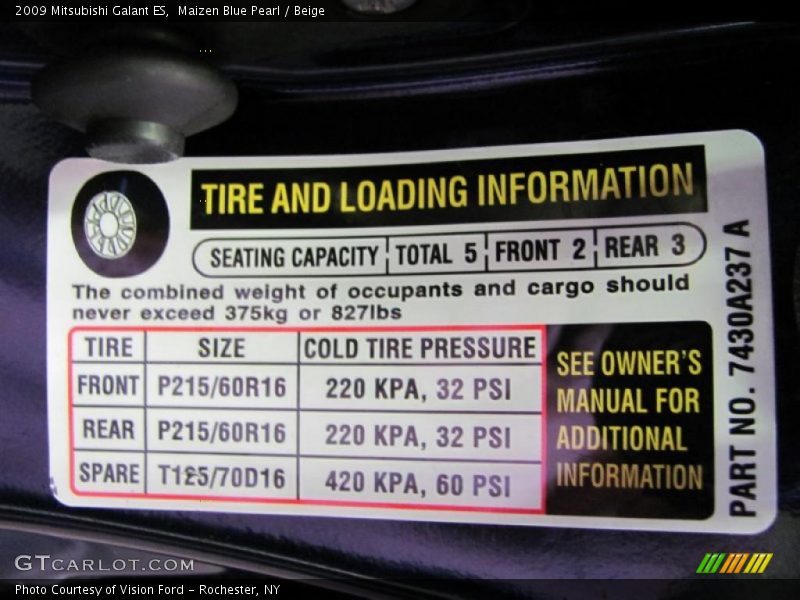 2009 Mitsubishi Galant ES, Maizen Blue Pearl / Beige
TIRE AND LOADING INFORMATION
SEATING CAPACITY TOTAL 5 FRONT 2 REAR 3
The combined weight of occupants and cargo should
never exceed 375kg or 827lbs
TIRE SIZE COLD TIRE PRESSURE
FRONT P215/60R16 220 KPA, 32 PSI
REAR P215/60R16 220 KPA, 32 PSI
SPARE T125/70D16 420 KPA, 60 PSI
SEE OWNER'S
MANUAL FOR
ADDITIONAL
INFORMATION
PART NO. 7430A237 A
GTCARLOT.COM
Photo Courtesy of Vision Ford - Rochester, NY